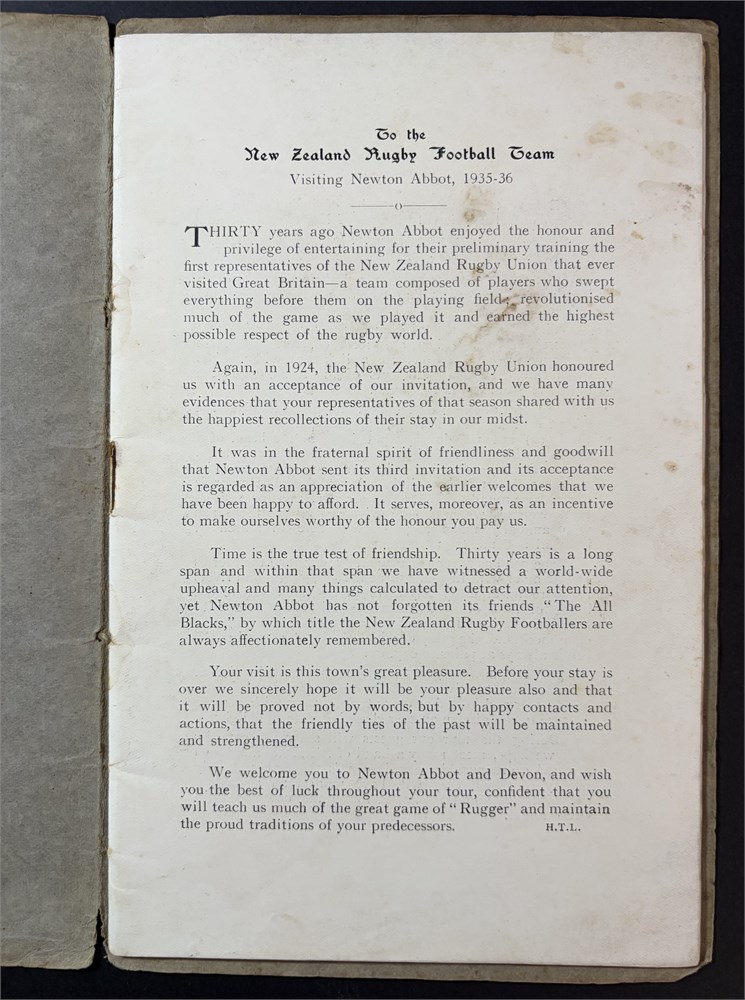 To the
New Zealand Rugby Football Team
Visiting Newton Abbot, 1935-36
THIRTY years ago Newton Abbot enjoyed the honour and
privilege of entertaining for their preliminary training the
first representatives of the New Zealand Rugby Union that ever
visited Great Britain—a team composed of players who swept
everything before them on the playing field, revolutionised
much of the game as we played it and earned the highest
possible respect of the rugby world.
Again, in 1924, the New Zealand Rugby Union honoured
us with an acceptance of our invitation, and we have many
evidences that your representatives of that season shared with us
the happiest recollections of their stay in our midst.
It was in the fraternal spirit of friendliness and goodwill
that Newton Abbot sent its third invitation and its acceptance
is regarded as an appreciation of the earlier welcomes that we
have been happy to afford. It serves, moreover, as an incentive
to make ourselves worthy of the honour you pay us.
Time is the true test of friendship. Thirty years is a long
span and within that span we have witnessed a world-wide
upheaval and many things calculated to detract our attention,
yet Newton Abbot has not forgotten its friends "The All
Blacks," by which title the New Zealand Rugby Footballers are
always affectionately remembered.
Your visit is this town's great pleasure. Before your stay is
over we sincerely hope it will be your pleasure also and that
it will be proved not by words, but by happy contacts and
actions, that the friendly ties of the past will be maintained
and strengthened.
We welcome you to Newton Abbot and Devon, and wish
you the best of luck throughout your tour, confident that you
will teach us much of the great game of "Rugger" and maintain
the proud traditions of your predecessors. H.T.L.